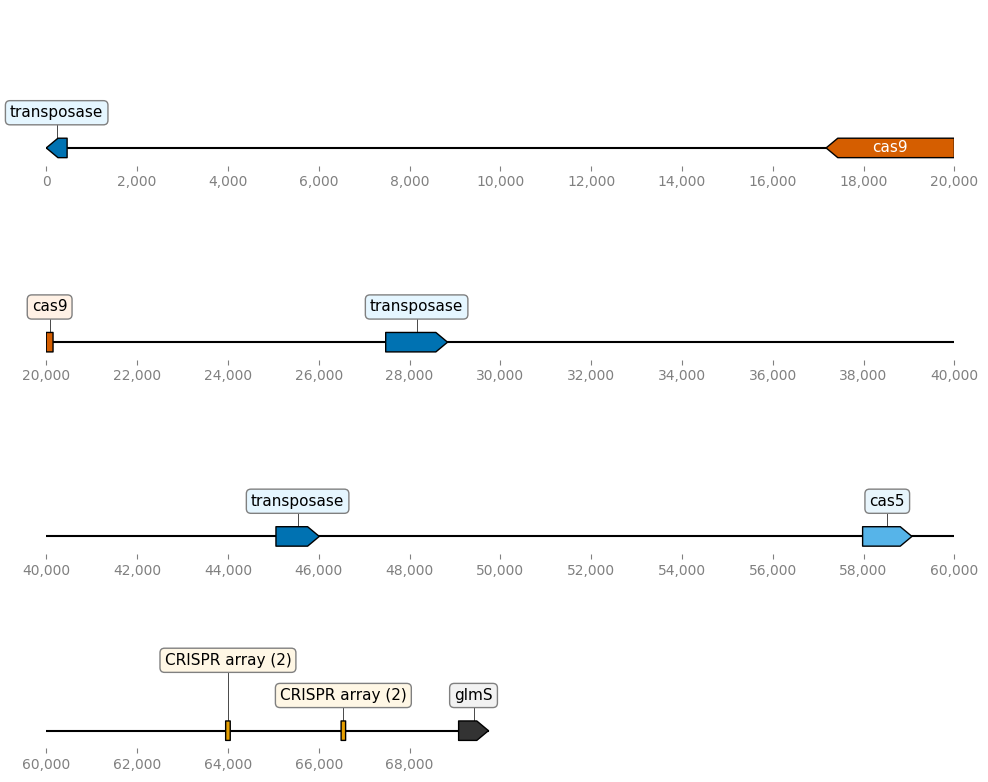 transposase
cas9
0 2,000 4,000 6,000 8,000 10,000 12,000 14,000 16,000 18,000 20,000
cas9 transposase
20,000 22,000 24,000 26,000 28,000 30,000 32,000 34,000 36,000 38,000 40,000
transposase cas5
40,000 42,000 44,000 46,000 48,000 50,000 52,000 54,000 56,000 58,000 60,000
CRISPR array (2)
CRISPR array (2) glmS
60,000 62,000 64,000 66,000 68,000